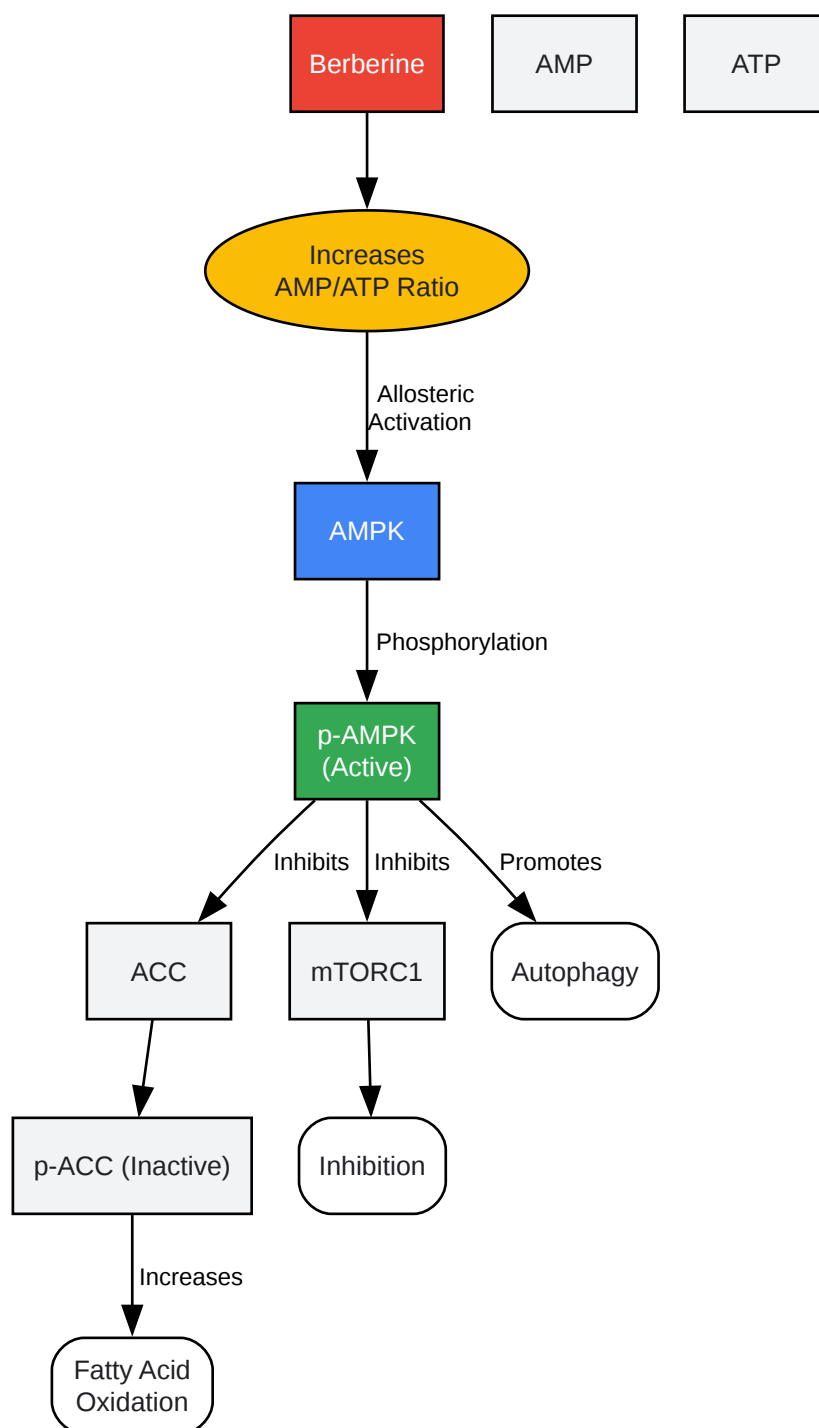 Berberine
AMP
ATP
Increases
AMP/ATP Ratio
Allosteric
Activation
AMPK
Phosphorylation
p-AMPK
(Active)
Inhibits
Inhibits
Promotes
ACC
mTORC1
Autophagy
p-ACC (Inactive)
Inhibition
Increases
Fatty Acid
Oxidation